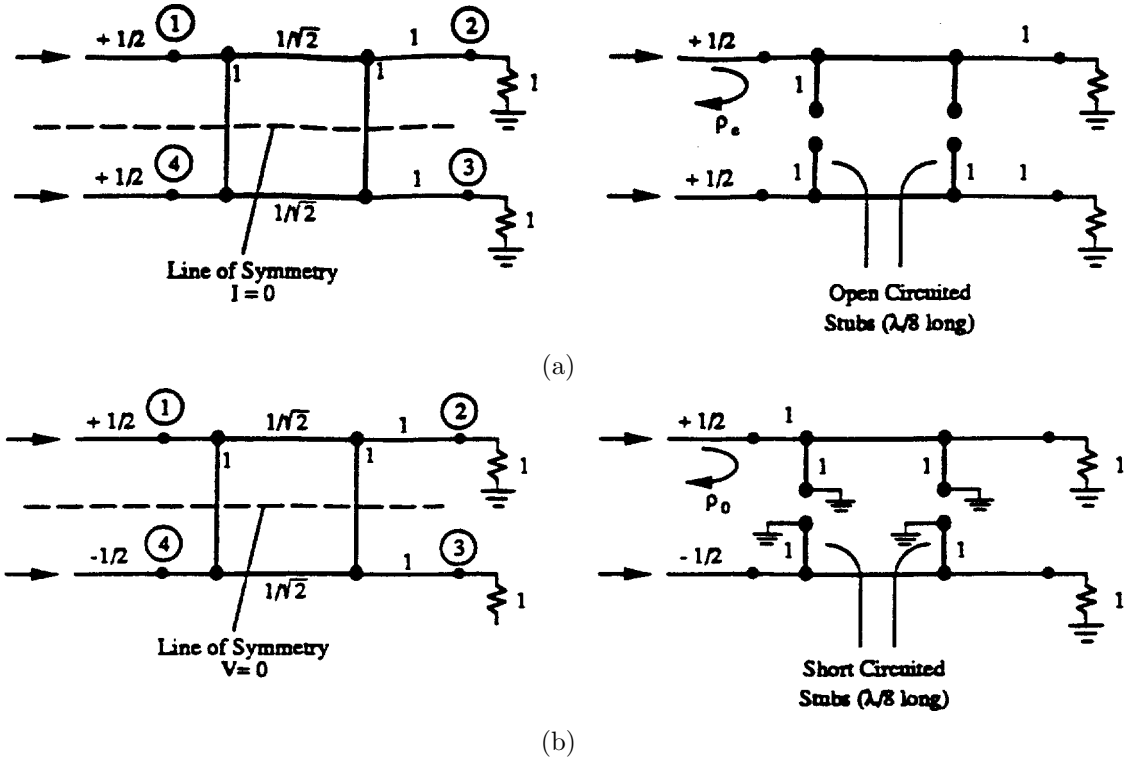 + 1/2 1 1/√2 1 2
1 1 1
+ 1/2 4 1 3
1/√2 1
Line of Symmetry
I = 0
+ 1/2 1
1 1
ρe
+ 1/2 1 1 1
1
Open Circuited
Stubs (λ/8 long)
(a)
+ 1/2 1 1/√2 1 2
1 1 1
-1/2 4 1 3
1/√2 1
Line of Symmetry
V= 0
+ 1/2 1
1 1 1
ρ0
- 1/2 1 1
1
Short Circuited
Stubs (λ/8 long)
(b)